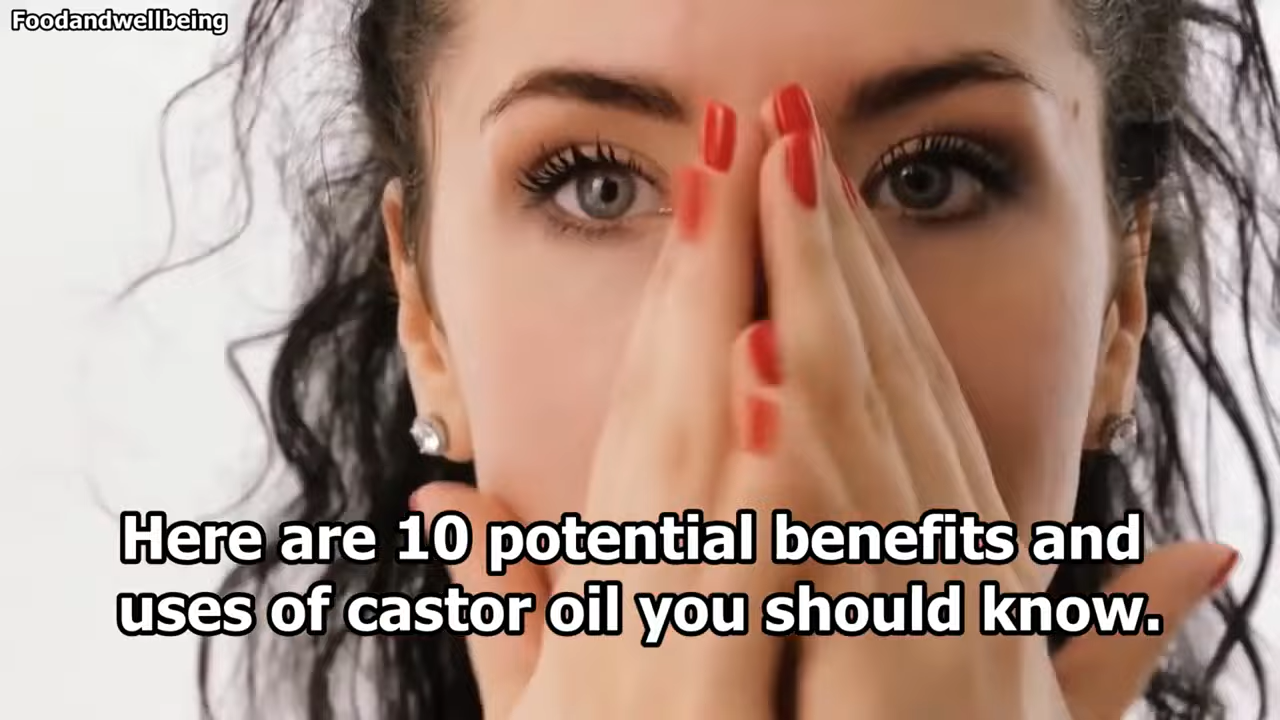 Foodandwellbeing
Here are 10 potential benefits and
uses of castor oil you should know.